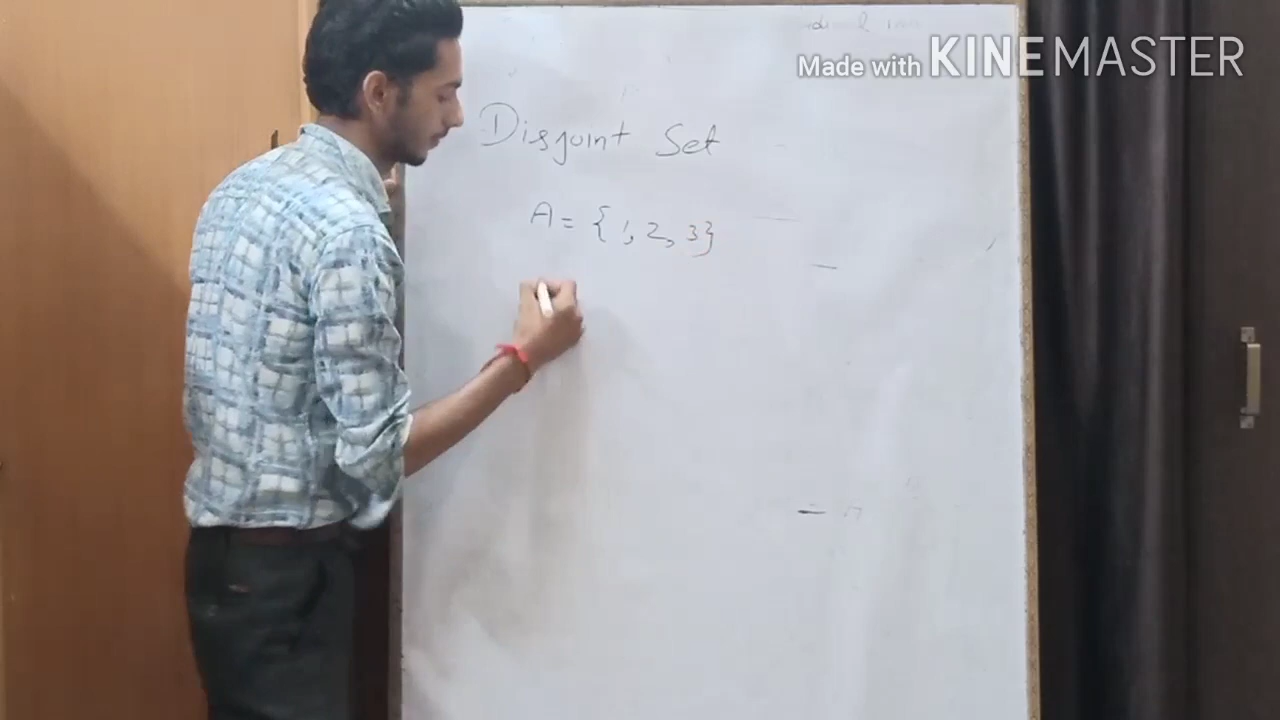 Made with KINEMASTER
Disjoint Set
A = {1, 2, 3}